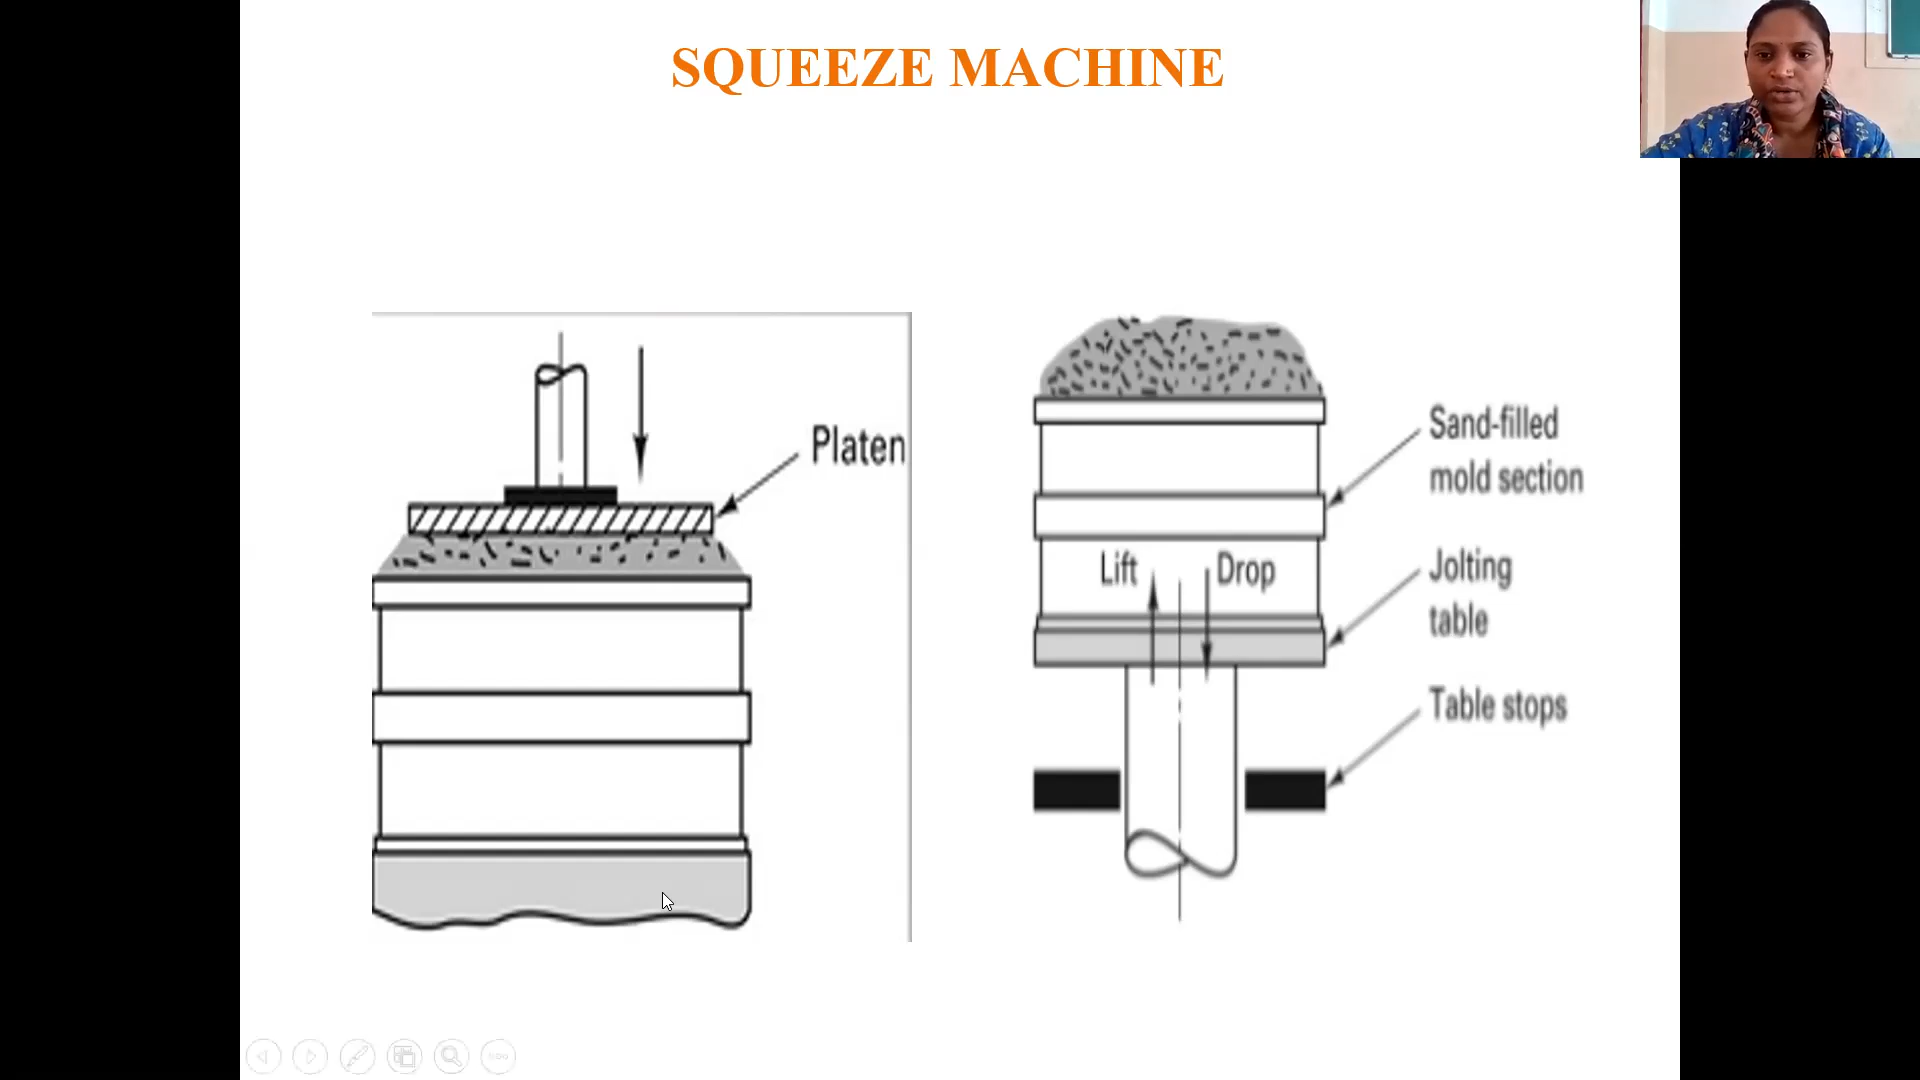 SQUEEZE MACHINE
Platen
Sand-filled
mold section
Lift
Drop
Jolting
table
Table stops